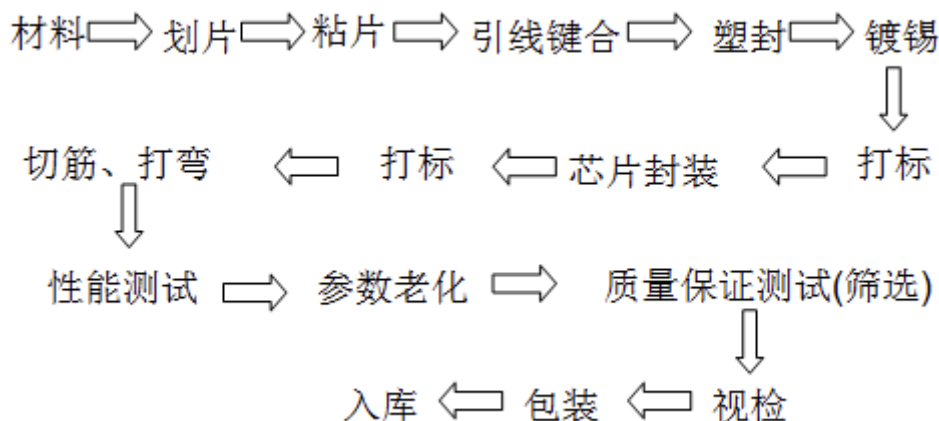 材料 划片 粘片 引线键合 塑封 镀锡
切筋、打弯 打标 芯片封装 打标
性能测试 参数老化 质量保证测试(筛选)
入库 包装 视检